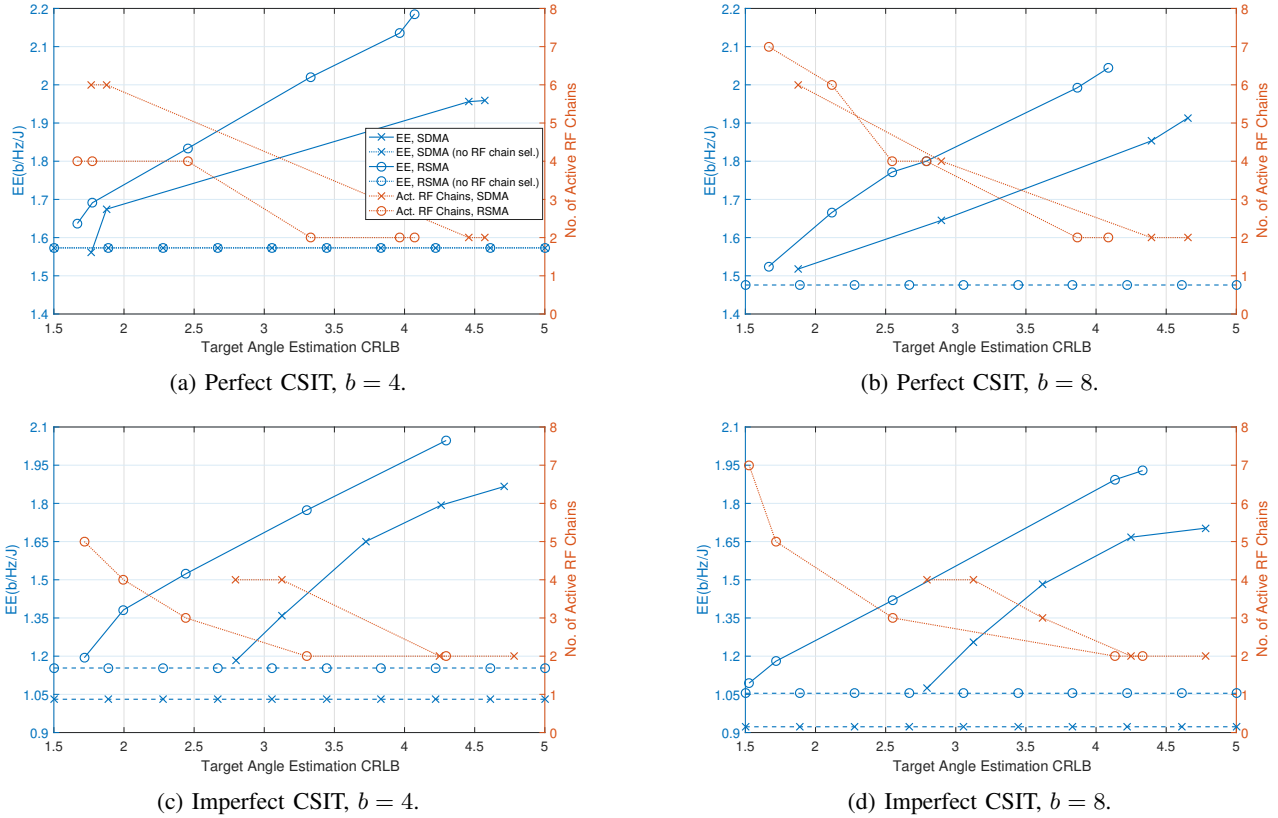 2.2
2.1
2
1.9
1.8
1.7
1.6
1.5
1.4
EE(b/Hz/J)
8
7
6
5
4
3
2
1
0
No. of Active RF Chains
EE, SDMA
EE, SDMA (no RF chain sel.)
EE, RSMA
EE, RSMA (no RF chain sel.)
Act. RF Chains, SDMA
Act. RF Chains, RSMA
1.5 2 2.5 3 3.5 4 4.5 5
Target Angle Estimation CRLB
(a) Perfect CSIT, b = 4.
2.2
2.1
2
1.9
1.8
1.7
1.6
1.5
1.4
EE(b/Hz/J)
8
7
6
5
4
3
2
1
0
No. of Active RF Chains
1.5 2 2.5 3 3.5 4 4.5 5
Target Angle Estimation CRLB
(b) Perfect CSIT, b = 8.
2.1
1.95
1.8
1.65
1.5
1.35
1.2
1.05
0.9
EE(b/Hz/J)
8
7
6
5
4
3
2
1
0
No. of Active RF Chains
1.5 2 2.5 3 3.5 4 4.5 5
Target Angle Estimation CRLB
(c) Imperfect CSIT, b = 4.
2.1
1.95
1.8
1.65
1.5
1.35
1.2
1.05
0.9
EE(b/Hz/J)
8
7
6
5
4
3
2
1
0
No. of Active RF Chains
1.5 2 2.5 3 3.5 4 4.5 5
Target Angle Estimation CRLB
(d) Imperfect CSIT, b = 8.